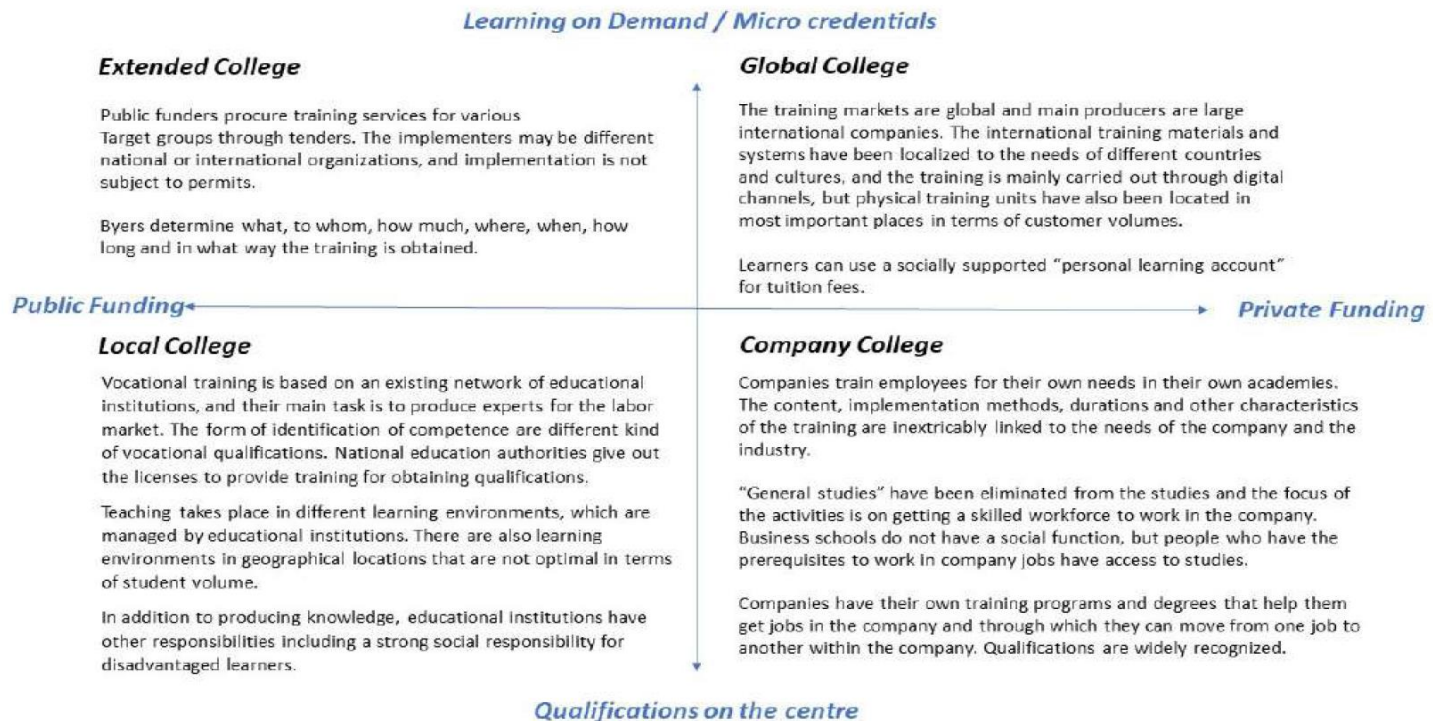 Learning on Demand / Micro credentials
Extended College
Public funders procure training services for various
Target groups through tenders. The implementers may be different
national or international organizations, and implementation is not
subject to permits.
Byers determine what, to whom, how much, where, when, how
long and in what way the training is obtained.
Global College
The training markets are global and main producers are large
international companies. The international training materials and
systems have been localized to the needs of different countries
and cultures, and the training is mainly carried out through digital
channels, but physical training units have also been located in
most important places in terms of customer volumes.
Learners can use a socially supported "personal learning account"
for tuition fees.
Public Funding
Private Funding
Local College
Vocational training is based on an existing network of educational
institutions, and their main task is to produce experts for the labor
market. The form of identification of competence are different kind
of vocational qualifications. National education authorities give out
the licenses to provide training for obtaining qualifications.
Teaching takes place in different learning environments, which are
managed by educational institutions. There are also learning
environments in geographical locations that are not optimal in terms
of student volume.
In addition to producing knowledge, educational institutions have
other responsibilities including a strong social responsibility for
disadvantaged learners.
Company College
Companies train employees for their own needs in their own academies.
The content, implementation methods, durations and other characteristics
of the training are inextricably linked to the needs of the company and the
industry.
"General studies" have been eliminated from the studies and the focus of
the activities is on getting a skilled workforce to work in the company.
Business schools do not have a social function, but people who have the
prerequisites to work in company jobs have access to studies.
Companies have their own training programs and degrees that help them
get jobs in the company and through which they can move from one job to
another within the company. Qualifications are widely recognized.
Qualifications on the centre